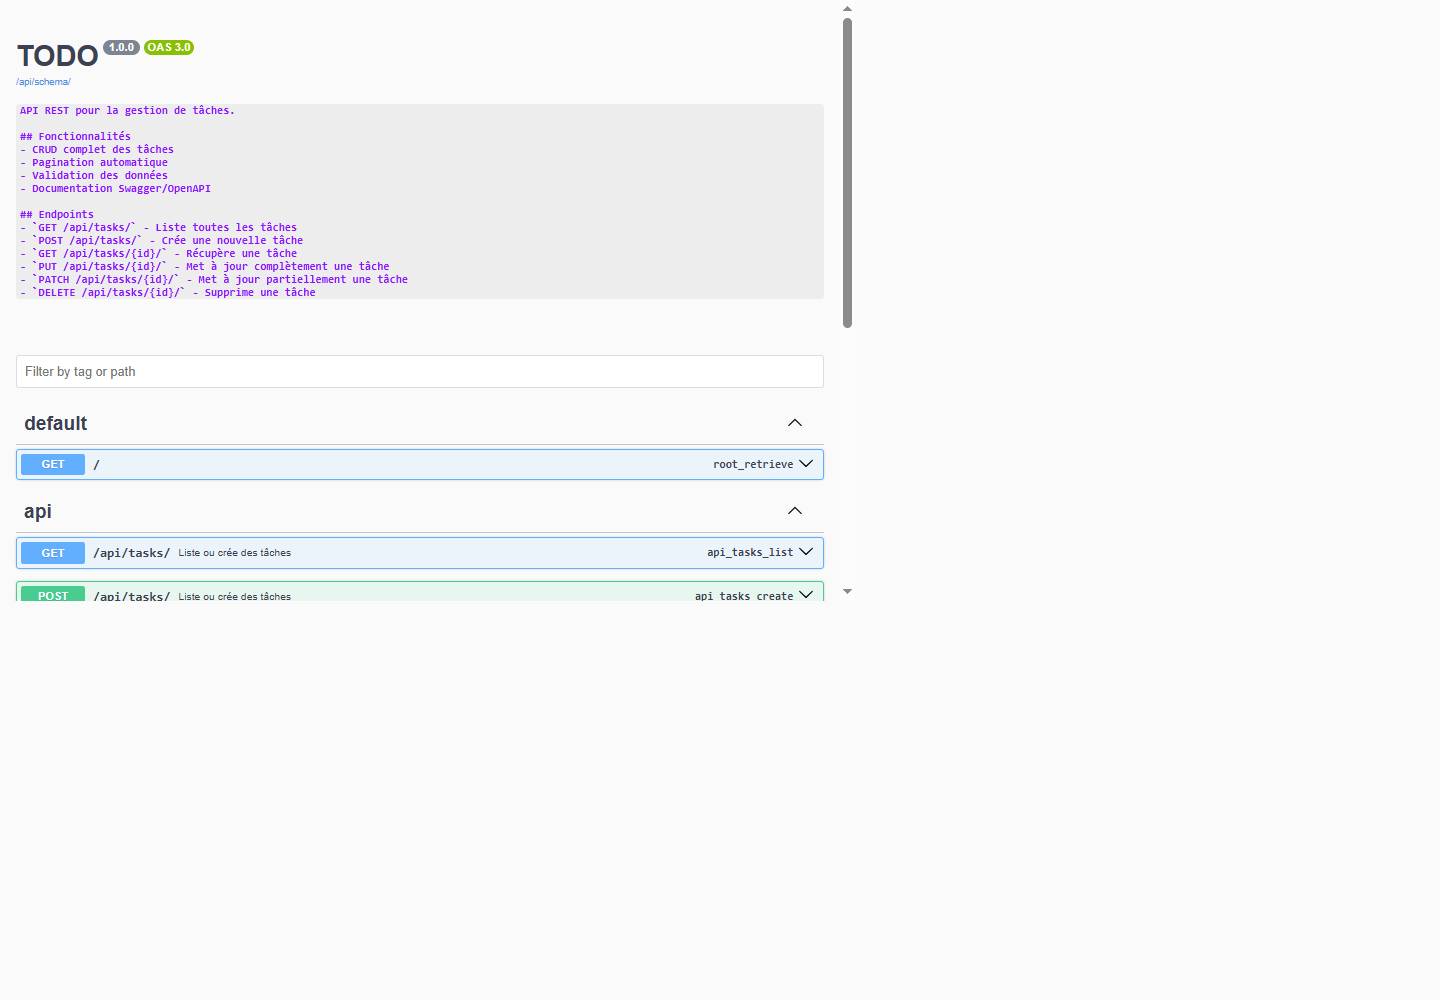 TODO 1.0.0 OAS 3.0
/api/schema/
API REST pour la gestion de tâches.
## Fonctionnalités
- CRUD complet des tâches
- Pagination automatique
- Validation des données
- Documentation Swagger/OpenAPI
## Endpoints
- `GET /api/tasks/` - Liste toutes les tâches
- `POST /api/tasks/` - Crée une nouvelle tâche
- `GET /api/tasks/{id}/` - Récupère une tâche
- `PUT /api/tasks/{id}/` - Met à jour complètement une tâche
- `PATCH /api/tasks/{id}/` - Met à jour partiellement une tâche
- `DELETE /api/tasks/{id}/` - Supprime une tâche
Filter by tag or path
default
GET / root_retrieve
api
GET /api/tasks/ Liste ou crée des tâches api_tasks_list
POST /api/tasks/ Liste ou crée des tâches api_tasks_create